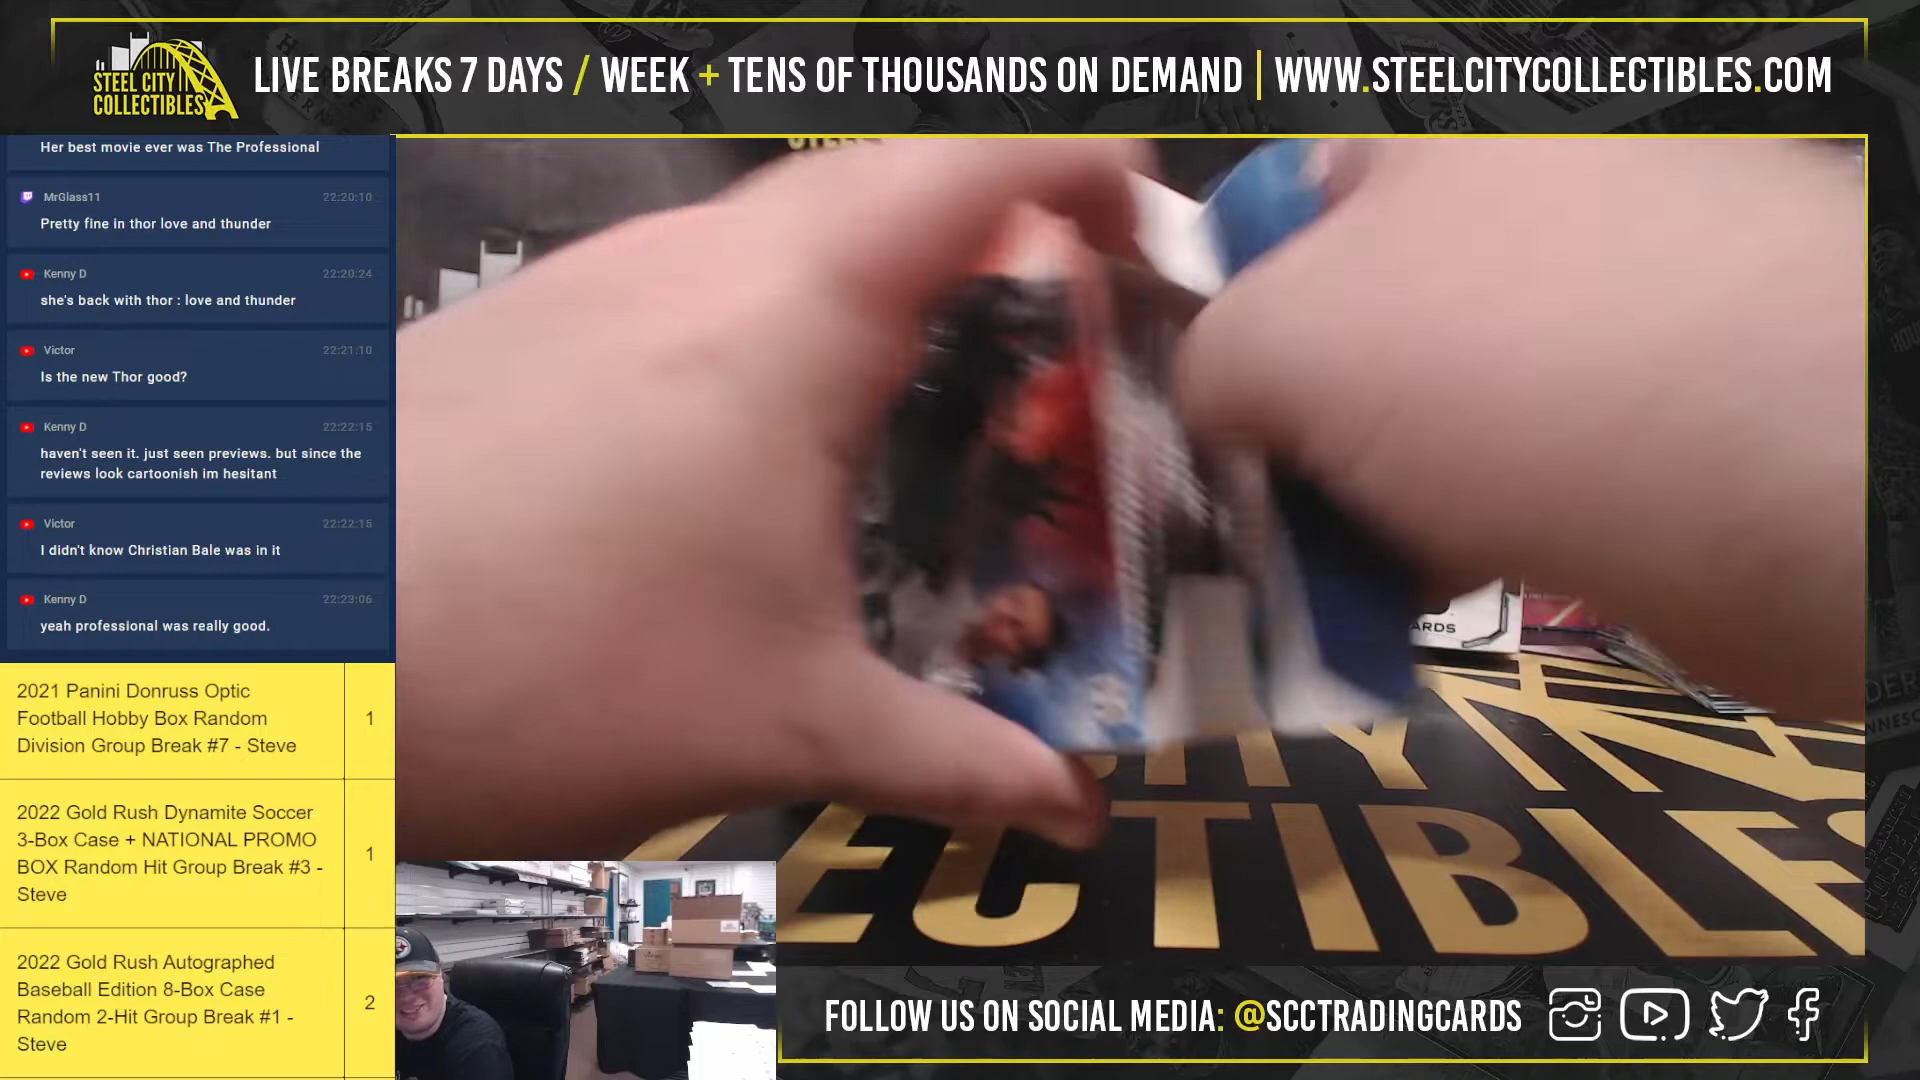 STEEL CITY
COLLECTIBLES
LIVE BREAKS 7 DAYS / WEEK + TENS OF THOUSANDS ON DEMAND | WWW.STEELCITYCOLLECTIBLES.COM
Her best movie ever was The Professional
MrGlass11 22:20:10
Pretty fine in thor love and thunder
Kenny D 22:20:24
she's back with thor : love and thunder
Victor 22:21:10
Is the new Thor good?
Kenny D 22:22:15
haven't seen it. just seen previews. but since the
reviews look cartoonish im hesitant
Victor 22:22:15
I didn't know Christian Bale was in it
Kenny D 22:23:06
yeah professional was really good.
2021 Panini Donruss Optic
Football Hobby Box Random
Division Group Break #7 - Steve
1
2022 Gold Rush Dynamite Soccer
3-Box Case + NATIONAL PROMO
BOX Random Hit Group Break #3 -
Steve
1
2022 Gold Rush Autographed
Baseball Edition 8-Box Case
Random 2-Hit Group Break #1 -
Steve
2
ARDS
FOLLOW US ON SOCIAL MEDIA: @SCCTRADINGCARDS